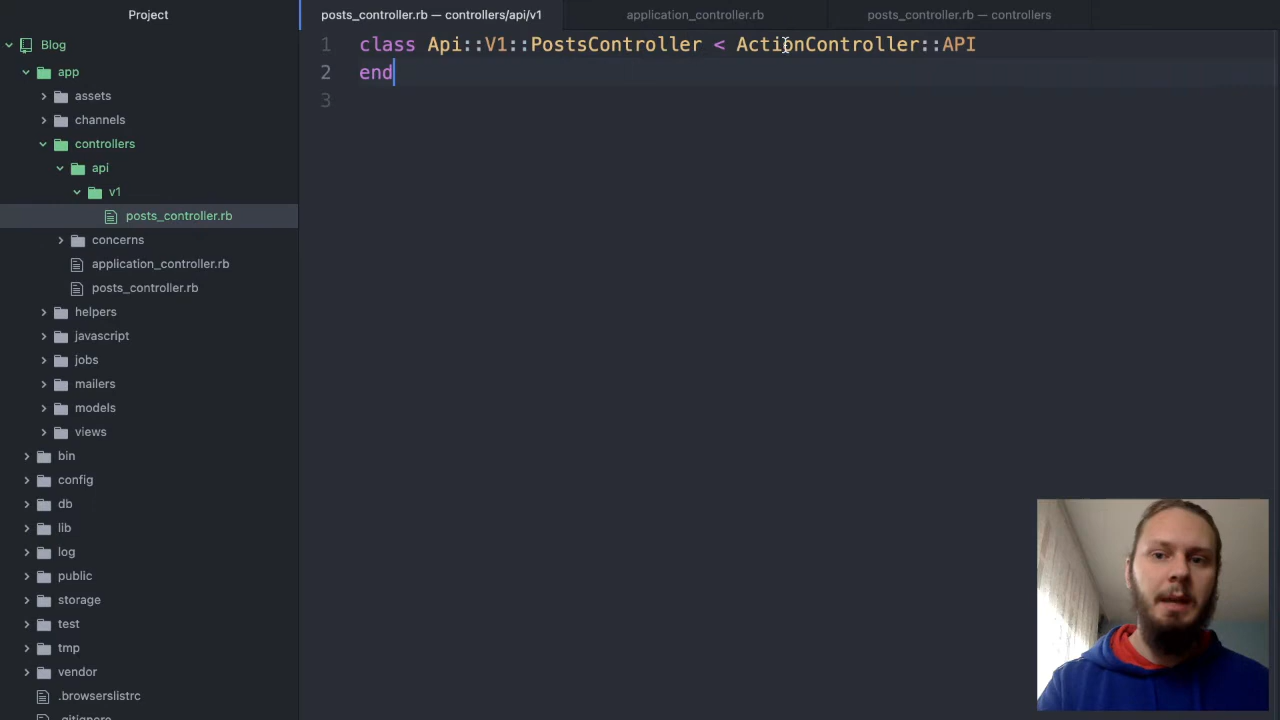 Project
posts_controller.rb — controllers/api/v1
application_controller.rb
posts_controller.rb — controllers
Blog
app
assets
channels
controllers
api
v1
posts_controller.rb
concerns
application_controller.rb
posts_controller.rb
helpers
javascript
jobs
mailers
models
views
bin
config
db
lib
log
public
storage
test
tmp
vendor
.browserslistrc
.gitignore
1 class Api::V1::PostsController < ActionController::API
2 end
3